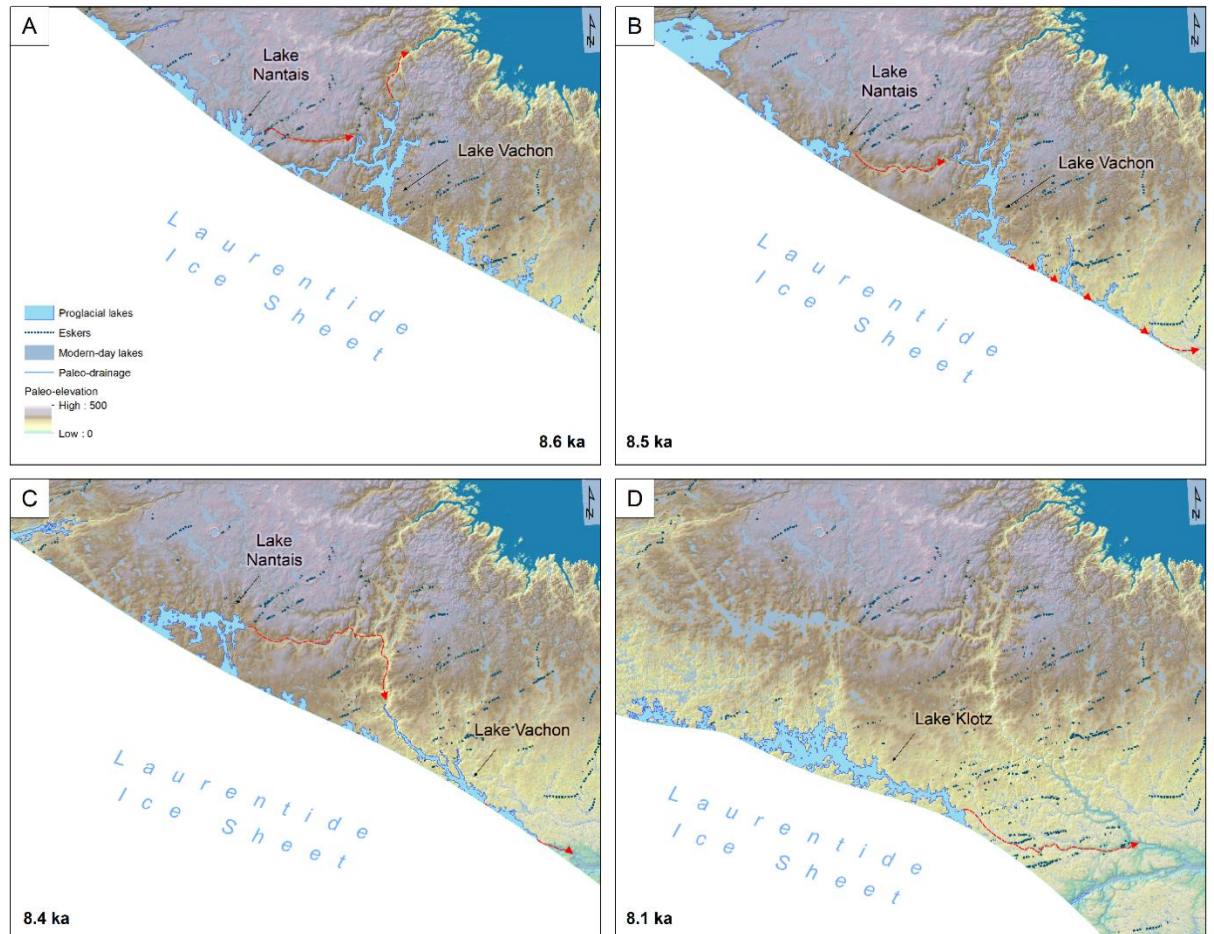 A
Lake
Nantais
Lake Vachon
Laurentide
Ice Sheet
Proglacial lakes
Eskers
Modern-day lakes
Paleo-drainage
Paleo-elevation
High : 500
Low : 0
8.6 ka
N
B
Lake
Nantais
Lake Vachon
Laurentide
Ice Sheet
8.5 ka
N
C
Lake
Nantais
Lake Vachon
Laurentide
Ice Sheet
8.4 ka
N
D
Lake Klotz
Laurentide
Ice Sheet
8.1 ka
N